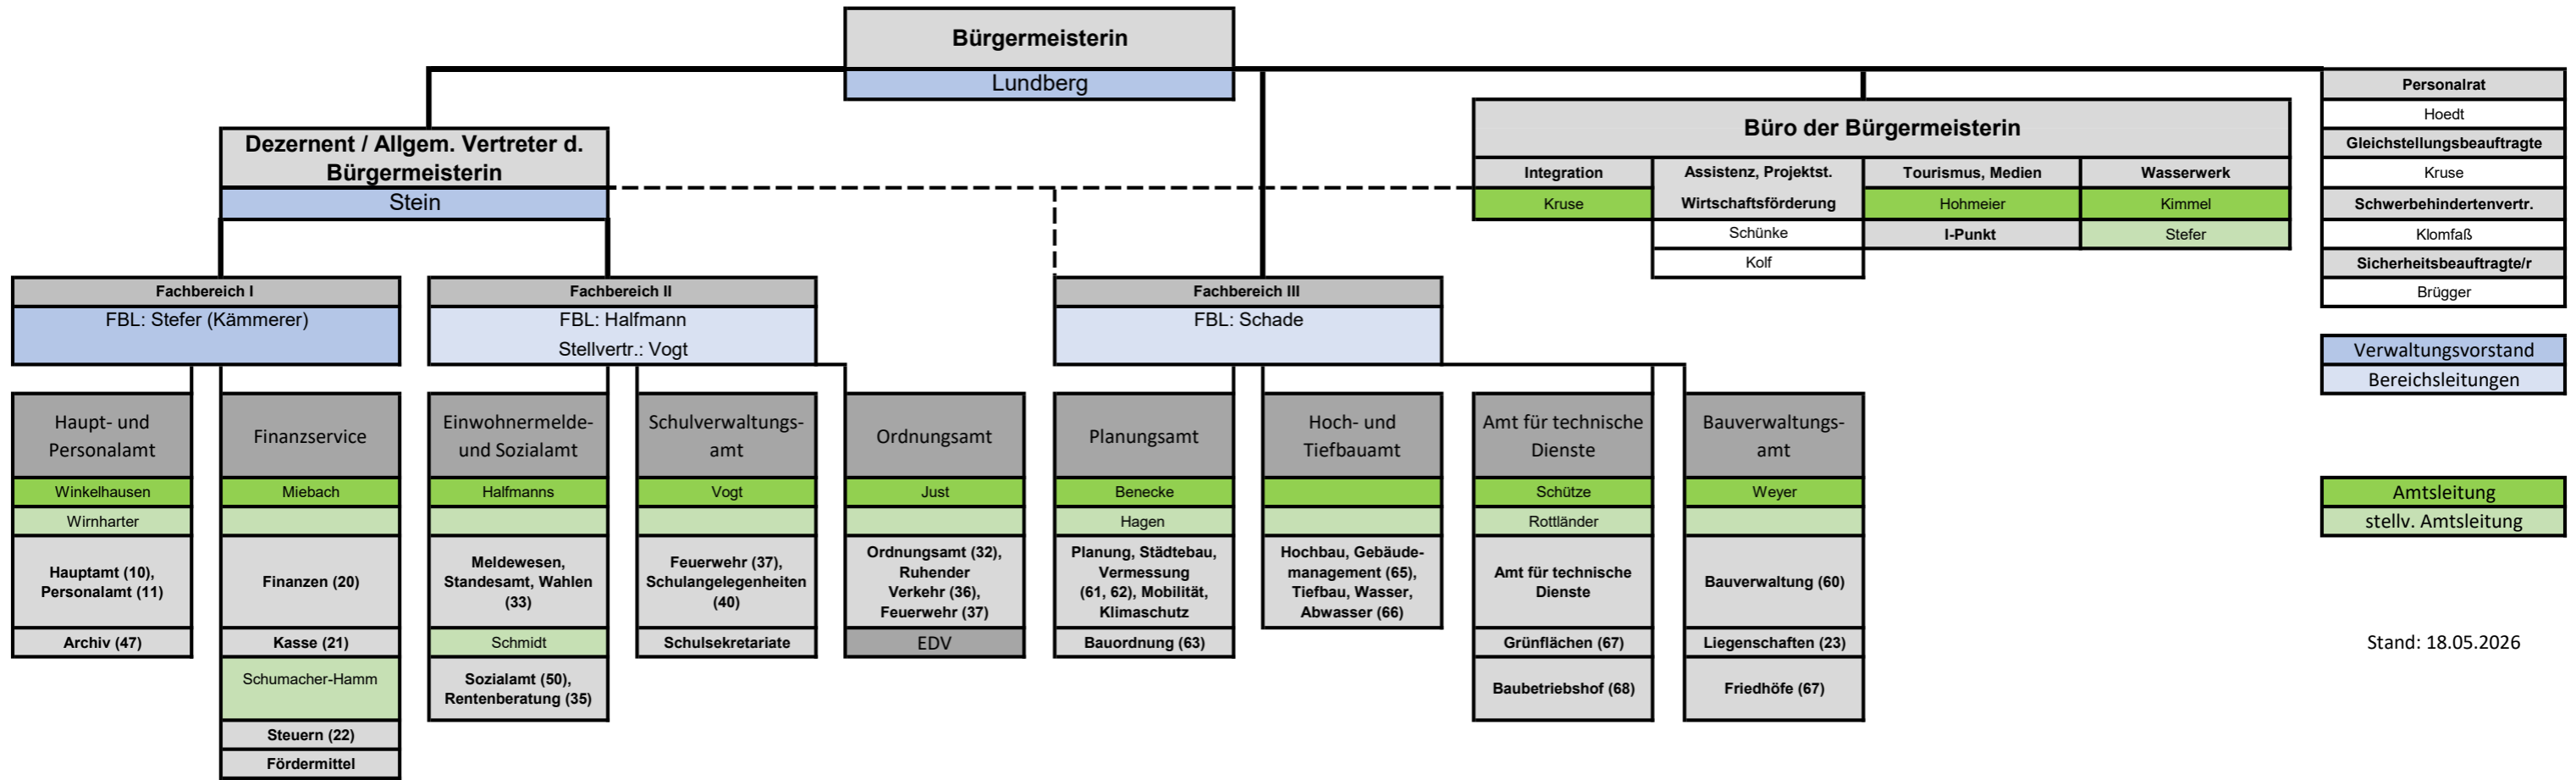 Bürgermeisterin
Lundberg
Dezernent / Allgem. Vertreter d.
Bürgermeisterin
Stein
Büro der Bürgermeisterin
Integration
Kruse
Assistenz, Projektst.
Wirtschaftsförderung
Schünke
Kolf
Tourismus, Medien
Hohmeier
I-Punkt
Wasserwerk
Kimmel
Stefer
Personalrat
Hoedt
Gleichstellungsbeauftragte
Kruse
Schwerbehindertenvertr.
Klomfaß
Sicherheitsbeauftragte/r
Brügger
Fachbereich I
FBL: Stefer (Kämmerer)
Fachbereich II
FBL: Halfmann
Stellvertr.: Vogt
Fachbereich III
FBL: Schade
Verwaltungsvorstand
Bereichsleitungen
Haupt- und
Personalamt
Winkelhausen
Wirnharter
Hauptamt (10),
Personalamt (11)
Archiv (47)
Finanzservice
Miebach
Finanzen (20)
Kasse (21)
Schumacher-Hamm
Steuern (22)
Fördermittel
Einwohnermelde-
und Sozialamt
Halfmanns
Meldewesen,
Standesamt, Wahlen
(33)
Schmidt
Sozialamt (50),
Rentenberatung (35)
Schulverwaltungs-
amt
Vogt
Feuerwehr (37),
Schulangelegenheiten
(40)
Schulsekretariate
Ordnungsamt
Just
Ordnungsamt (32),
Ruhender
Verkehr (36),
Feuerwehr (37)
EDV
Planungsamt
Benecke
Hagen
Planung, Städtebau,
Vermessung
(61, 62), Mobilität,
Klimaschutz
Bauordnung (63)
Hoch- und
Tiefbauamt
Hochbau, Gebäude-
management (65),
Tiefbau, Wasser,
Abwasser (66)
Amt für technische
Dienste
Schütze
Rottländer
Amt für technische
Dienste
Grünflächen (67)
Baubetriebshof (68)
Bauverwaltungs-
amt
Weyer
Bauverwaltung (60)
Liegenschaften (23)
Friedhöfe (67)
Amtsleitung
stellv. Amtsleitung
Stand: 18.05.2026